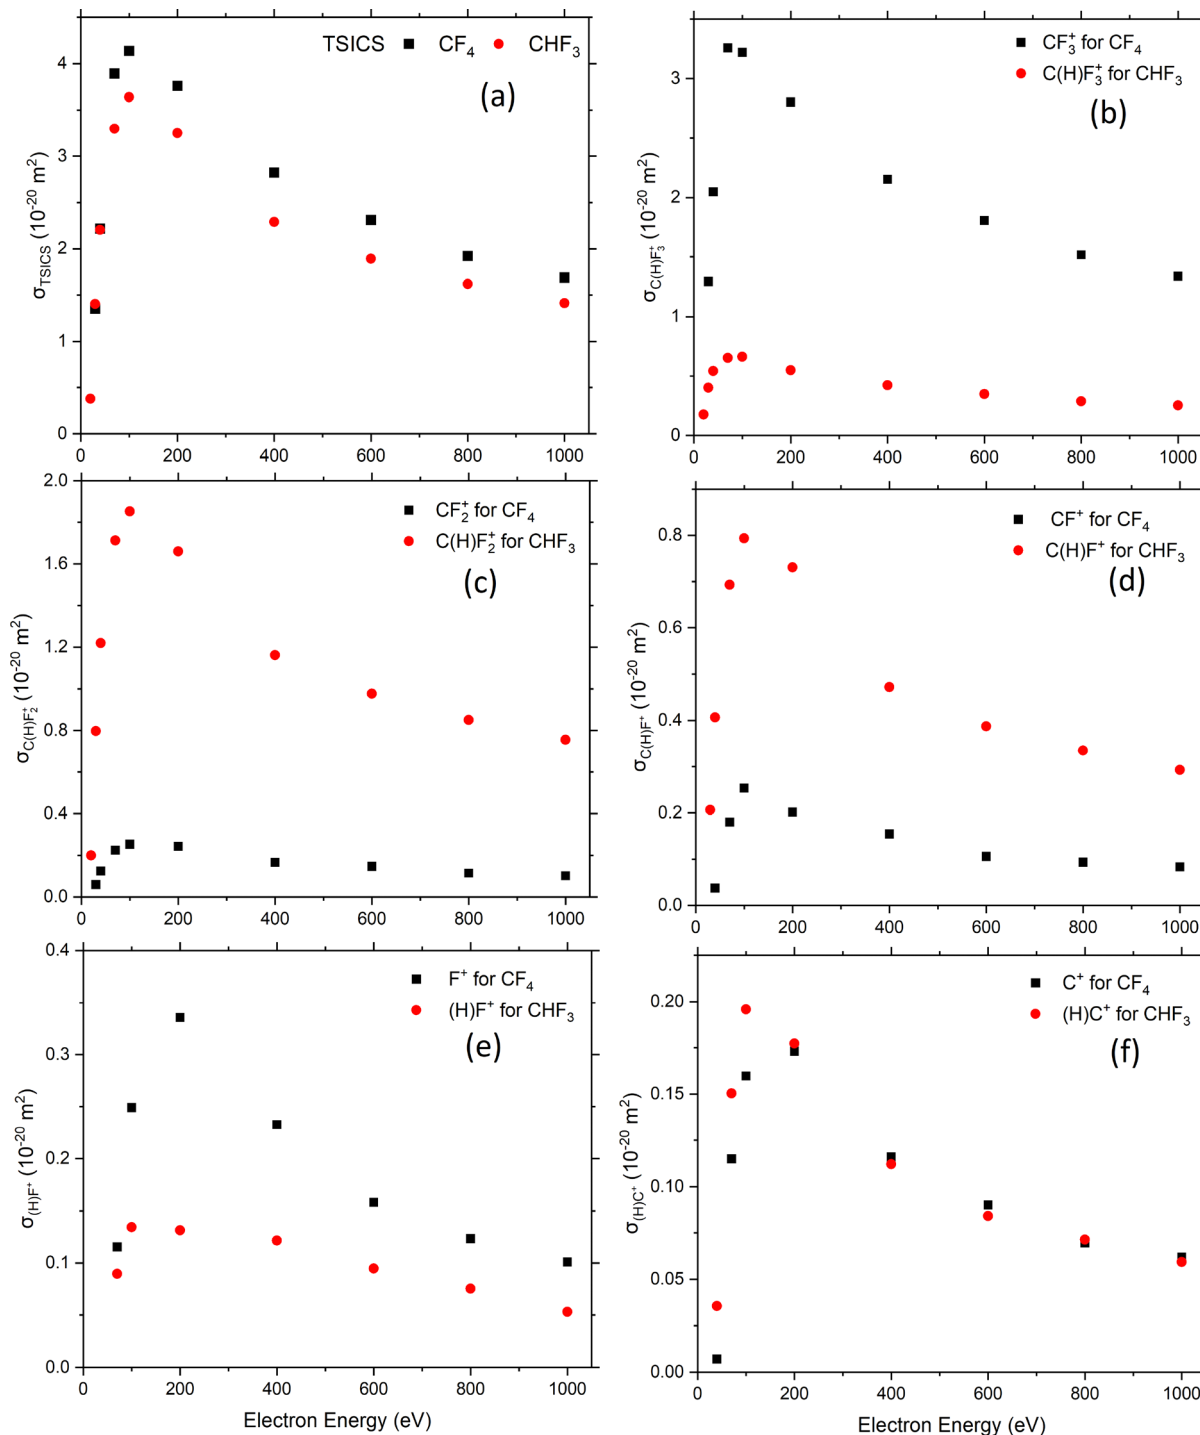 TSICS CF₄ CHF₃
(a)
4
3
2
1
0
σ_TSICS (10⁻²⁰ m²)
0 200 400 600 800 1000
CF₃⁺ for CF₄
C(H)F₃⁺ for CHF₃
(b)
3
2
1
0
σ_C(H)F₃⁺ (10⁻²⁰ m²)
0 200 400 600 800 1000
CF₂⁺ for CF₄
C(H)F₂⁺ for CHF₃
(c)
2.0
1.6
1.2
0.8
0.4
0.0
σ_C(H)F₂⁺ (10⁻²⁰ m²)
0 200 400 600 800 1000
CF⁺ for CF₄
C(H)F⁺ for CHF₃
(d)
0.8
0.6
0.4
0.2
0.0
σ_C(H)F⁺ (10⁻²⁰ m²)
0 200 400 600 800 1000
F⁺ for CF₄
(H)F⁺ for CHF₃
(e)
0.4
0.3
0.2
0.1
0.0
σ_(H)F⁺ (10⁻²⁰ m²)
0 200 400 600 800 1000
Electron Energy (eV)
C⁺ for CF₄
(H)C⁺ for CHF₃
(f)
0.20
0.15
0.10
0.05
0.00
σ_(H)C⁺ (10⁻²⁰ m²)
0 200 400 600 800 1000
Electron Energy (eV)